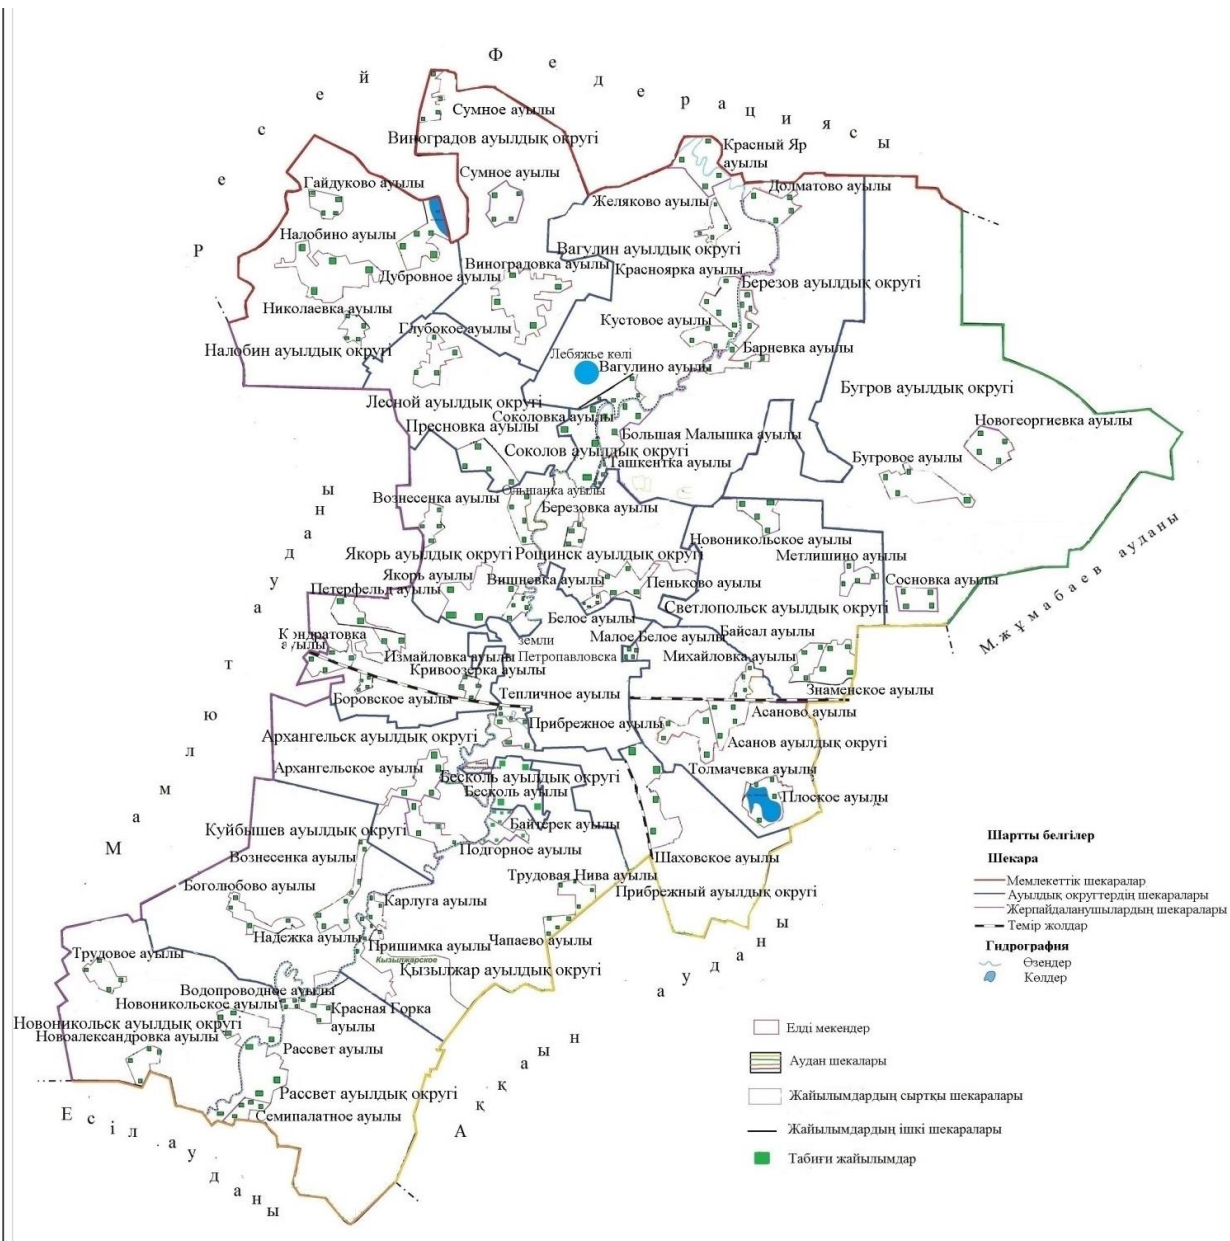 Ресей Федерациясы
Сумное ауылы
Виноградов ауылдық округі
Красный Яр
ауылы
Гайдуково ауылы
Сумное ауылы
Долматово ауылы
Желяково ауылы
Налобино ауылы
Вагулин ауылдық округі
Дубровное ауылы
Виноградовка ауылы
Красноярка ауылы
Березов ауылдық округі
Николаевка ауылы
Глубокое ауылы
Кустовое ауылы
Налобин ауылдық округі
Барневка ауылы
Лебяжье көлі
Вагулино ауылы
Бугров ауылдық округі
Лесной ауылдық округі
Соколовка ауылы
Новогеоргиевка ауылы
Пресновка ауылы
Большая Малышка ауылы
Соколов ауылдық округі
Бугровое ауылы
Ташкентка ауылы
Вознесенка ауылы
Ольшанка ауылы
Березовка ауылы
Новоникольское ауылы
Якорь ауылдық округі
Рощинск ауылдық округі
Метлишино ауылы
Якорь ауылы
Вишневка ауылы
Пеньково ауылы
Сосновка ауылы
Петерфельд ауылы
Светлопольск ауылдық округі
Белое ауылы
Кондратовка
ауылы
земли
Петропавловска
Малое Белое ауылы
Байсал ауылы
Измайловка ауылы
Михайловка ауылы
Кривоозерка ауылы
Боровское ауылы
Тепличное ауылы
Знаменское ауылы
Асаново ауылы
Прибрежное ауылы
Архангельск ауылдық округі
Асанов ауылдық округі
Архангельское ауылы
Бесколь ауылдық округі
Толмачевка ауылы
Бесколь ауылы
Плоское ауылы
Куйбышев ауылдық округі
Байтерек ауылы
Подгорное ауылы
Вознесенка ауылы
Шаховское ауылы
Трудовая Нива ауылы
Боголюбово ауылы
Прибрежный ауылдық округі
Карлуга ауылы
Надежка ауылы
Пришимка ауылы
Чапаево ауылы
Трудовое ауылы
Кызылжарское
Қызылжар ауылдық округі
Водопроводное ауылы
Новоникольское ауылы
Красная Горка
ауылы
Новоникольск ауылдық округі
Новоалександровка ауылы
Рассвет ауылы
Рассвет ауылдық округі
Семипалатное ауылы
Мамлют ауданы
М.жұмабаев ауданы
Аққайын ауданы
Есіл ауданы
Шартты белгілер
Шекара
Мемлекеттік шекаралар
Ауылдық округтердің шекаралары
Жерпайдаланушылардың шекаралары
Темір жолдар
Гидрография
Өзендер
Көлдер
Елді мекендер
Аудан шекалары
Жайылымдардың сыртқы шекаралары
Жайылымдардың ішкі шекаралары
Табиғи жайылымдар